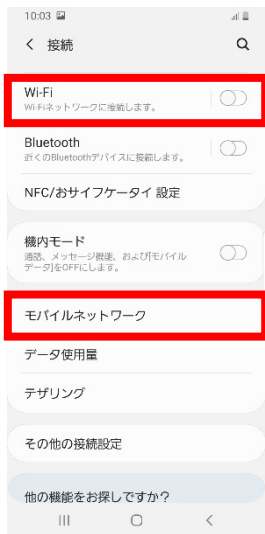 10:03
接続
Wi-Fi
Wi-Fiネットワークに接続します。
Bluetooth
近くのBluetoothデバイスに接続します。
NFC/おサイフケータイ 設定
機内モード
通話、メッセージ機能、および[モバイル
データ]をOFFにします。
モバイルネットワーク
データ使用量
テザリング
その他の接続設定
他の機能をお探しですか？